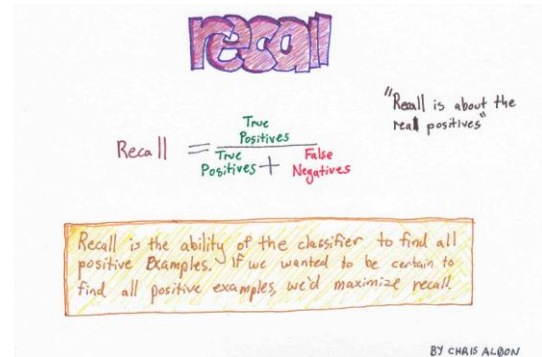 recall
"Recall is about the
real positives"
True
Positives
Recall =
True
Positives + False
Negatives
Recall is the ability of the classifier to find all
positive Examples. If we wanted to be certain to
find all positive examples, we'd maximize recall.
BY CHRIS ALBON